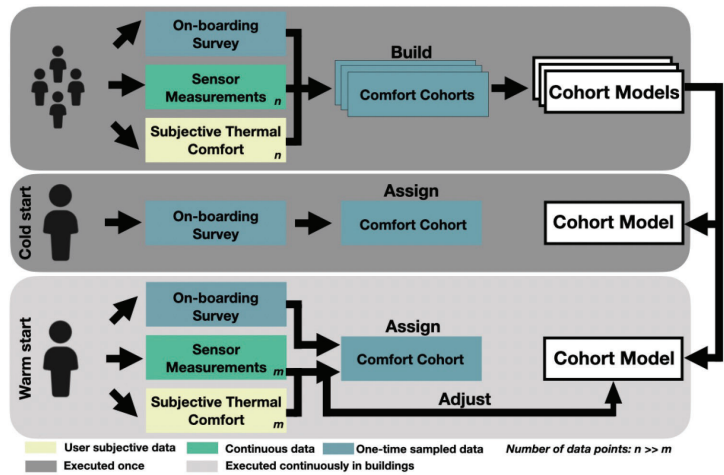 On-boarding
Survey
Sensor
Measurements n
Subjective Thermal
Comfort n
Build
Comfort Cohorts
Cohort Models
Cold start
On-boarding
Survey
Assign
Comfort Cohort
Cohort Model
Warm start
On-boarding
Survey
Sensor
Measurements m
Subjective Thermal
Comfort m
Assign
Comfort Cohort
Adjust
Cohort Model
User subjective data
Continuous data
One-time sampled data
Number of data points: n >> m
Executed once
Executed continuously in buildings